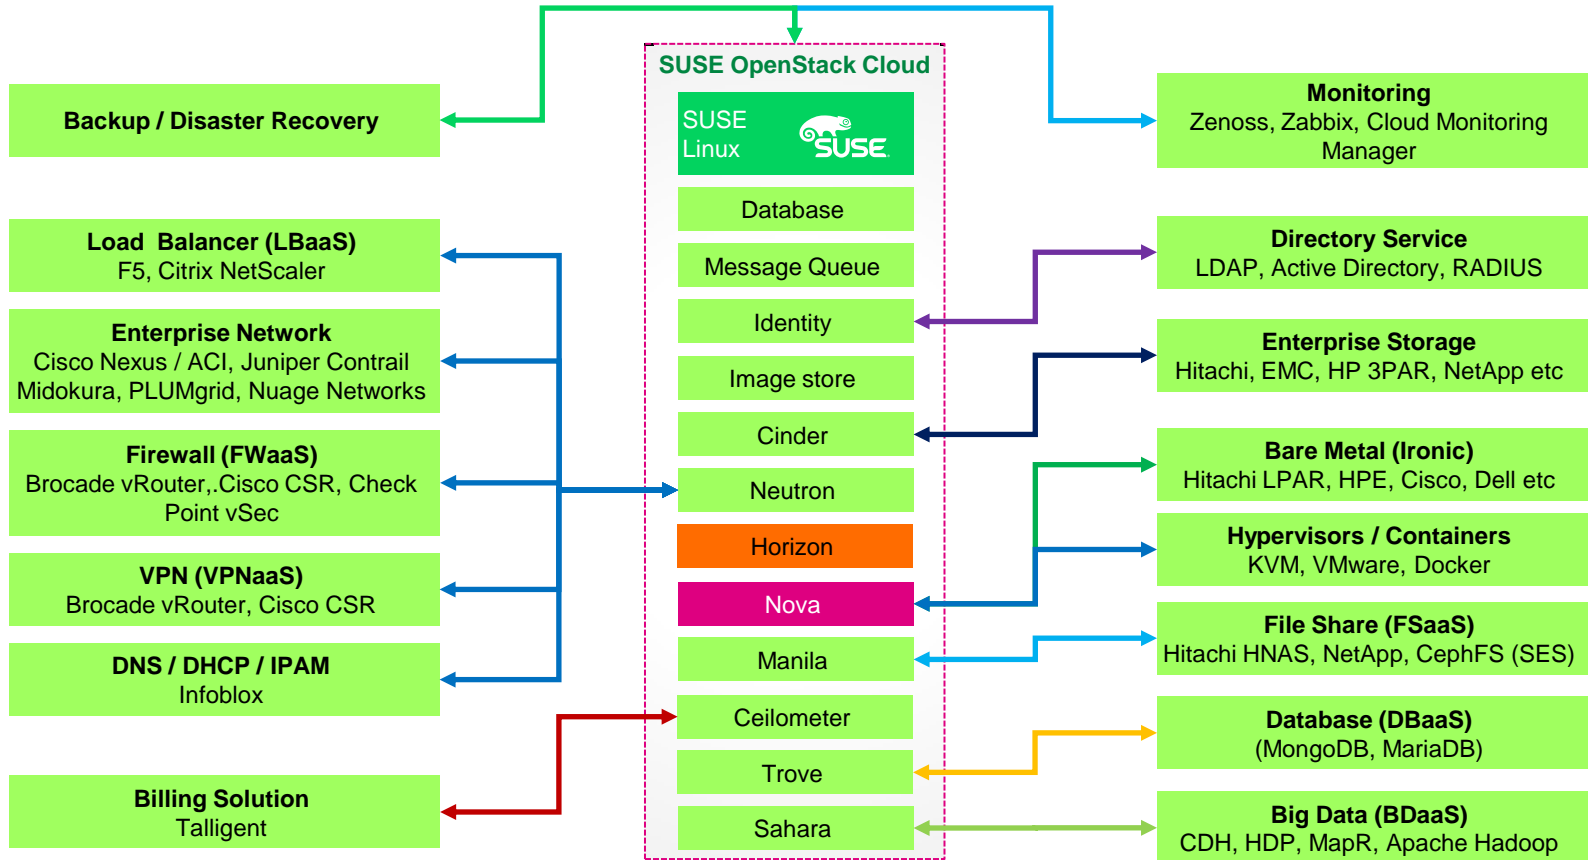 SUSE OpenStack Cloud
SUSE
Linux
SUSE
Database
Message Queue
Identity
Image store
Cinder
Neutron
Horizon
Nova
Manila
Ceilometer
Trove
Sahara
Backup / Disaster Recovery
Load  Balancer (LBaaS)
F5, Citrix NetScaler
Enterprise Network
Cisco Nexus / ACI, Juniper Contrail
Midokura, PLUMgrid, Nuage Networks
Firewall (FWaaS)
Brocade vRouter,.Cisco CSR, Check
Point vSec
VPN (VPNaaS)
Brocade vRouter, Cisco CSR
DNS / DHCP / IPAM
Infoblox
Billing Solution
Talligent
Monitoring
Zenoss, Zabbix, Cloud Monitoring
Manager
Directory Service
LDAP, Active Directory, RADIUS
Enterprise Storage
Hitachi, EMC, HP 3PAR, NetApp etc
Bare Metal (Ironic)
Hitachi LPAR, HPE, Cisco, Dell etc
Hypervisors / Containers
KVM, VMware, Docker
File Share (FSaaS)
Hitachi HNAS, NetApp, CephFS (SES)
Database (DBaaS)
(MongoDB, MariaDB)
Big Data (BDaaS)
CDH, HDP, MapR, Apache Hadoop